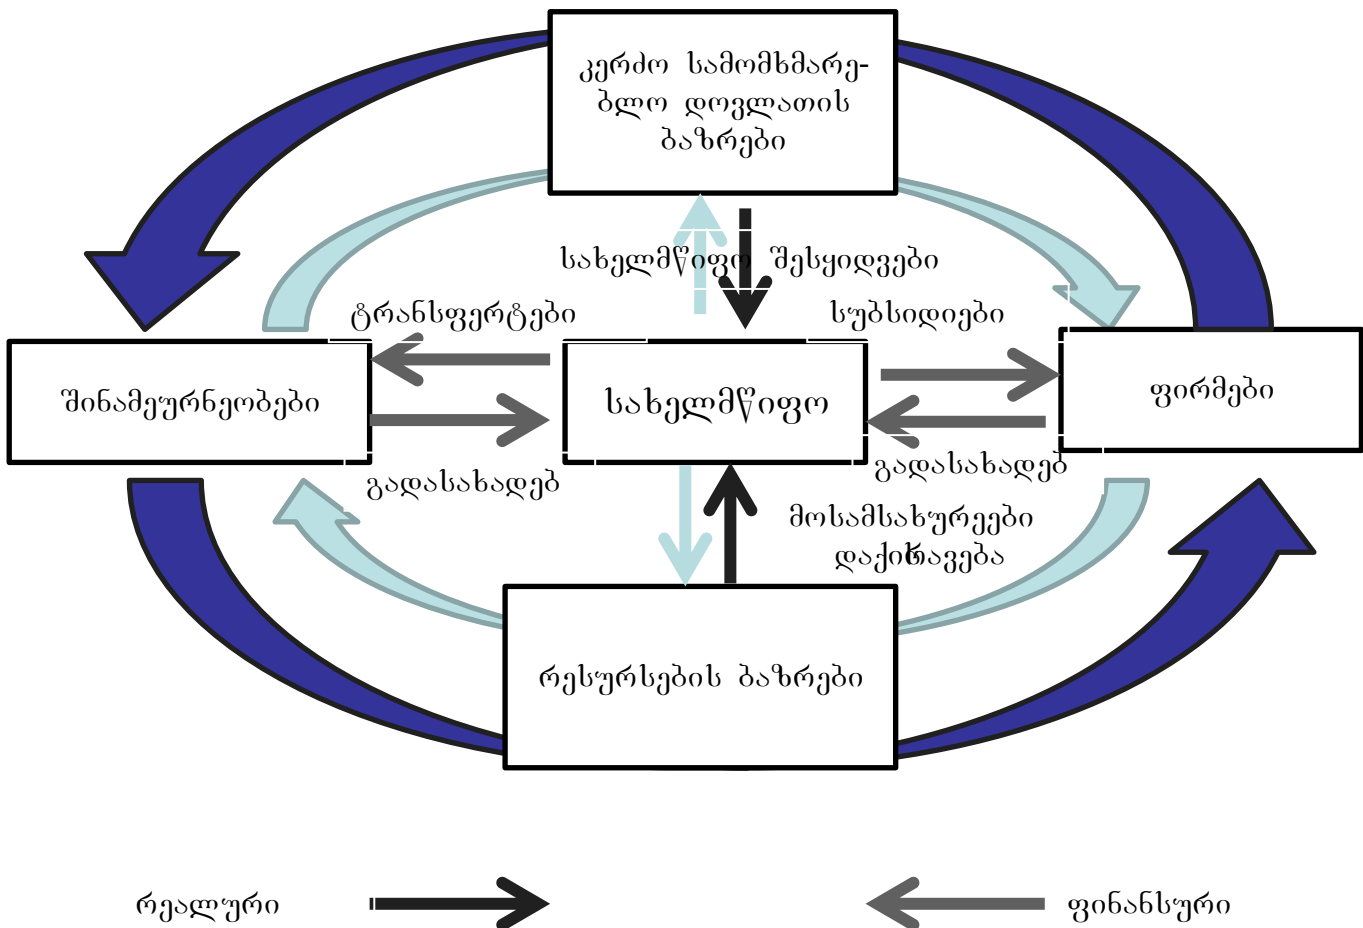 კერძო სამომხმარე-
ბლო დოვლათის
ბაზრები
სახელმწიფო შესყიდვები
ტრანსფერტები
სუბსიდიები
შინამეურნეობები
სახელმწიფო
ფირმები
გადასახადებ
გადასახადებ
მოსამსახურეები
რესურსების ბაზრები
რეალური
ფინანსური